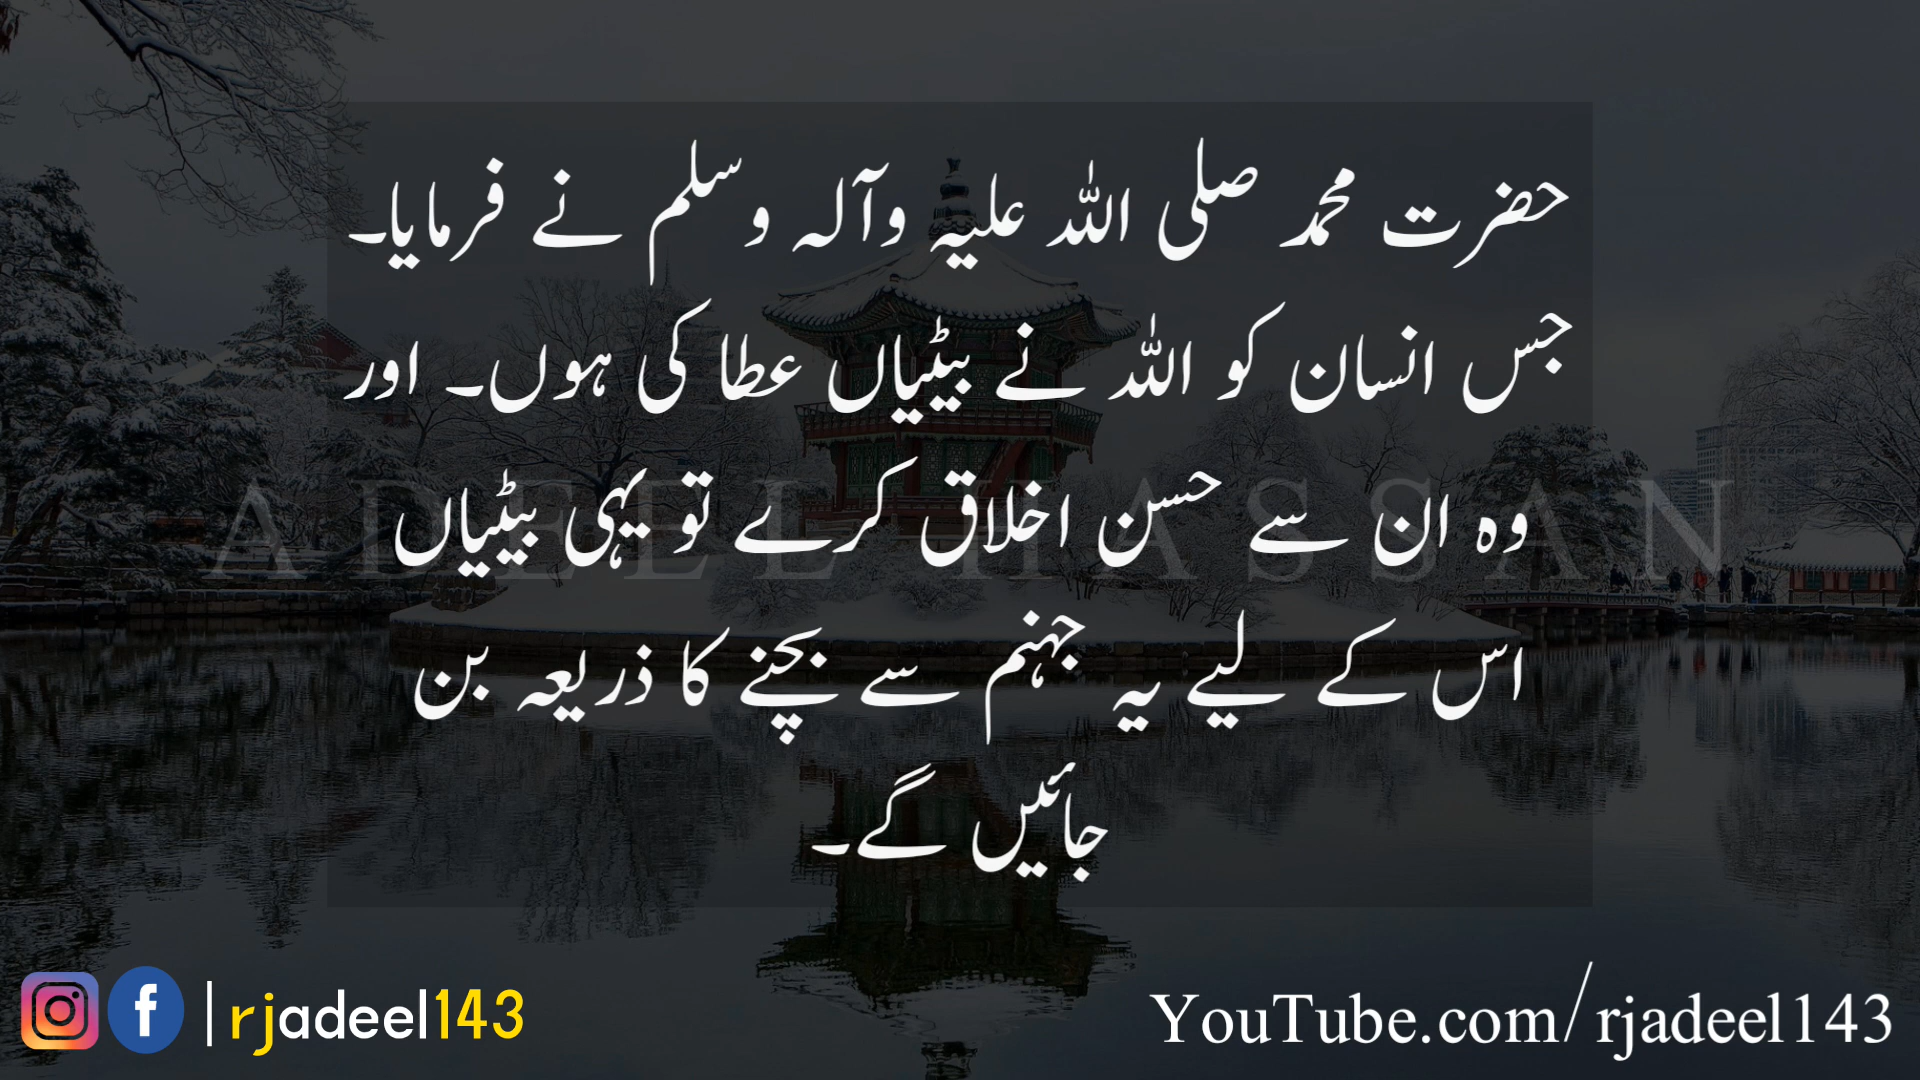 حضرت محمد صلی اللہ علیہ وآلہ وسلم نے فرمایا۔
جس انسان کو اللہ نے بیٹیاں عطا کی ہوں۔ اور
وہ ان سے حسن اخلاق کرے تو یہی بیٹیاں
اس کے لیے یہ جہنم سے بچنے کا ذریعہ بن
جائیں گے۔
ADEEL HASSAN
|rjadeel143
YouTube.com/rjadeel143